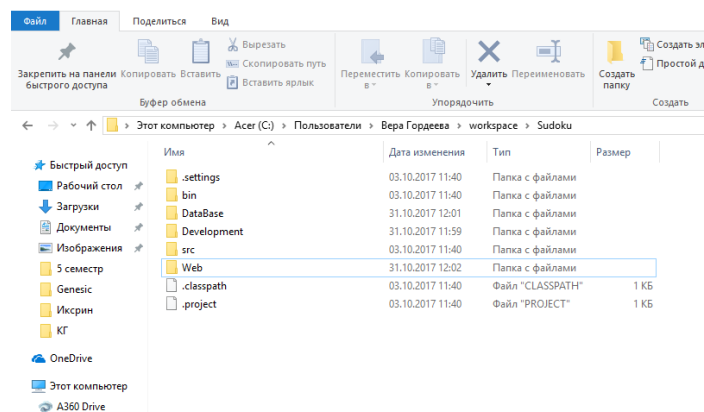 Файл Главная Поделиться Вид
Закрепить на панели быстрого доступа
Копировать
Вставить
Вырезать
Скопировать путь
Вставить ярлык
Буфер обмена
Переместить в
Копировать в
Удалить
Переименовать
Упорядочить
Создать папку
Создать
Простой
Создать
Этот компьютер › Acer (C:) › Пользователи › Вера Гордеева › workspace › Sudoku
Имя Дата изменения Тип Размер
Быстрый доступ
Рабочий стол
Загрузки
Документы
Изображения
5 семестр
Genesic
Иксрин
КГ
OneDrive
Этот компьютер
A360 Drive
.settings 03.10.2017 11:40 Папка с файлами
bin 03.10.2017 11:40 Папка с файлами
DataBase 31.10.2017 12:01 Папка с файлами
Development 31.10.2017 11:59 Папка с файлами
src 03.10.2017 11:40 Папка с файлами
Web 31.10.2017 12:02 Папка с файлами
.classpath 03.10.2017 11:40 Файл "CLASSPATH" 1 КБ
.project 03.10.2017 11:40 Файл "PROJECT" 1 КБ